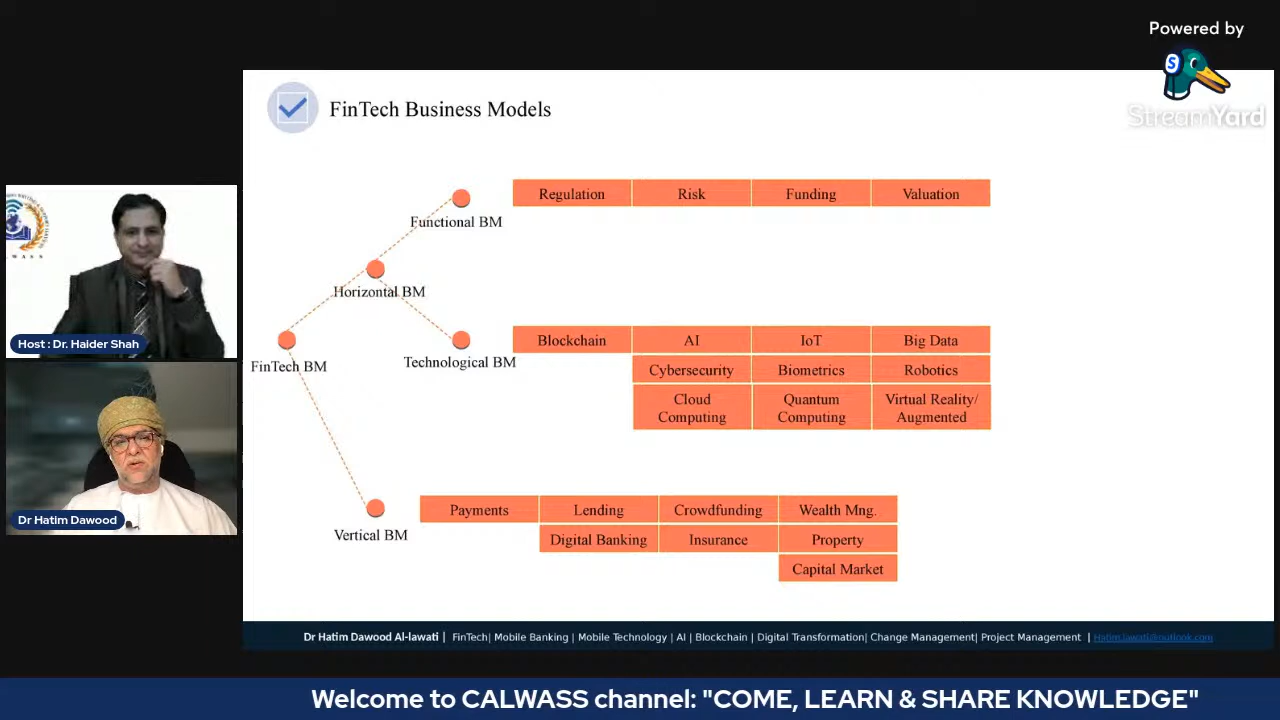 Powered by
S
StreamYard
FinTech Business Models
Functional BM
Regulation Risk Funding Valuation
Horizontal BM
FinTech BM
Technological BM
Blockchain AI IoT Big Data
Cybersecurity Biometrics Robotics
Cloud Computing Quantum Computing Virtual Reality/ Augmented
Vertical BM
Payments Lending Crowdfunding Wealth Mng.
Digital Banking Insurance Property
Capital Market
Host : Dr. Haider Shah
Dr Hatim Dawood
Dr Hatim Dawood Al-lawati | FinTech| Mobile Banking | Mobile Technology | AI | Blockchain | Digital Transformation| Change Management| Project Management |
Welcome to CALWASS channel: "COME, LEARN & SHARE KNOWLEDGE"